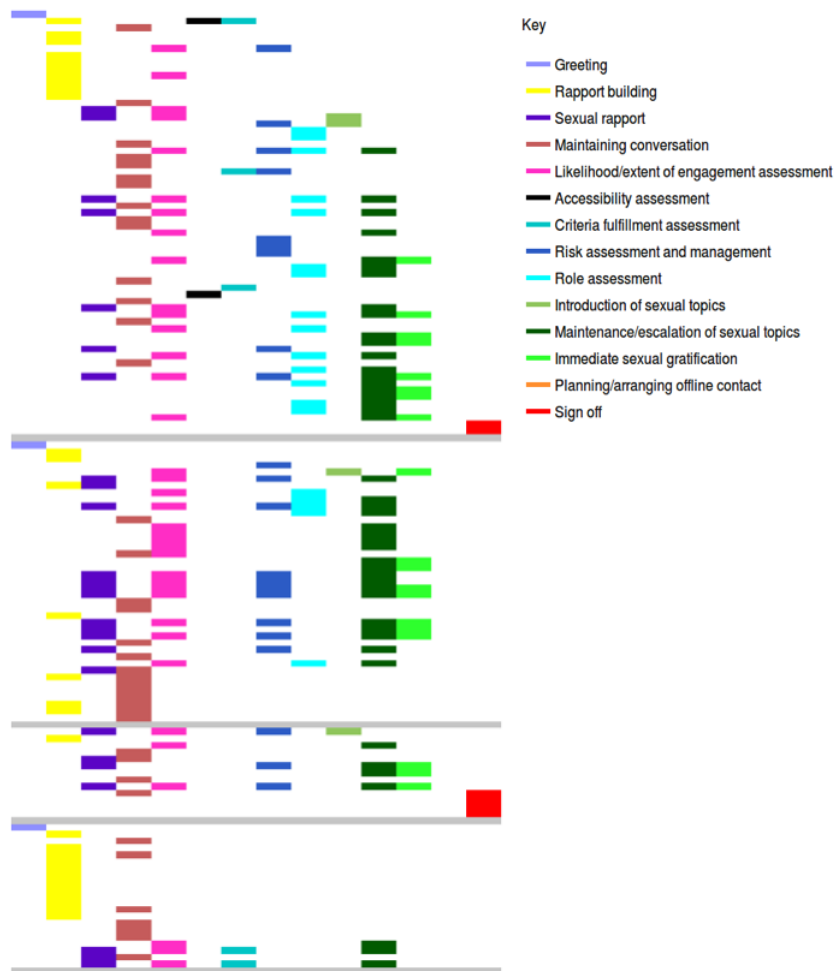 Key
Greeting
Rapport building
Sexual rapport
Maintaining conversation
Likelihood/extent of engagement assessment
Accessibility assessment
Criteria fulfillment assessment
Risk assessment and management
Role assessment
Introduction of sexual topics
Maintenance/escalation of sexual topics
Immediate sexual gratification
Planning/arranging offline contact
Sign off